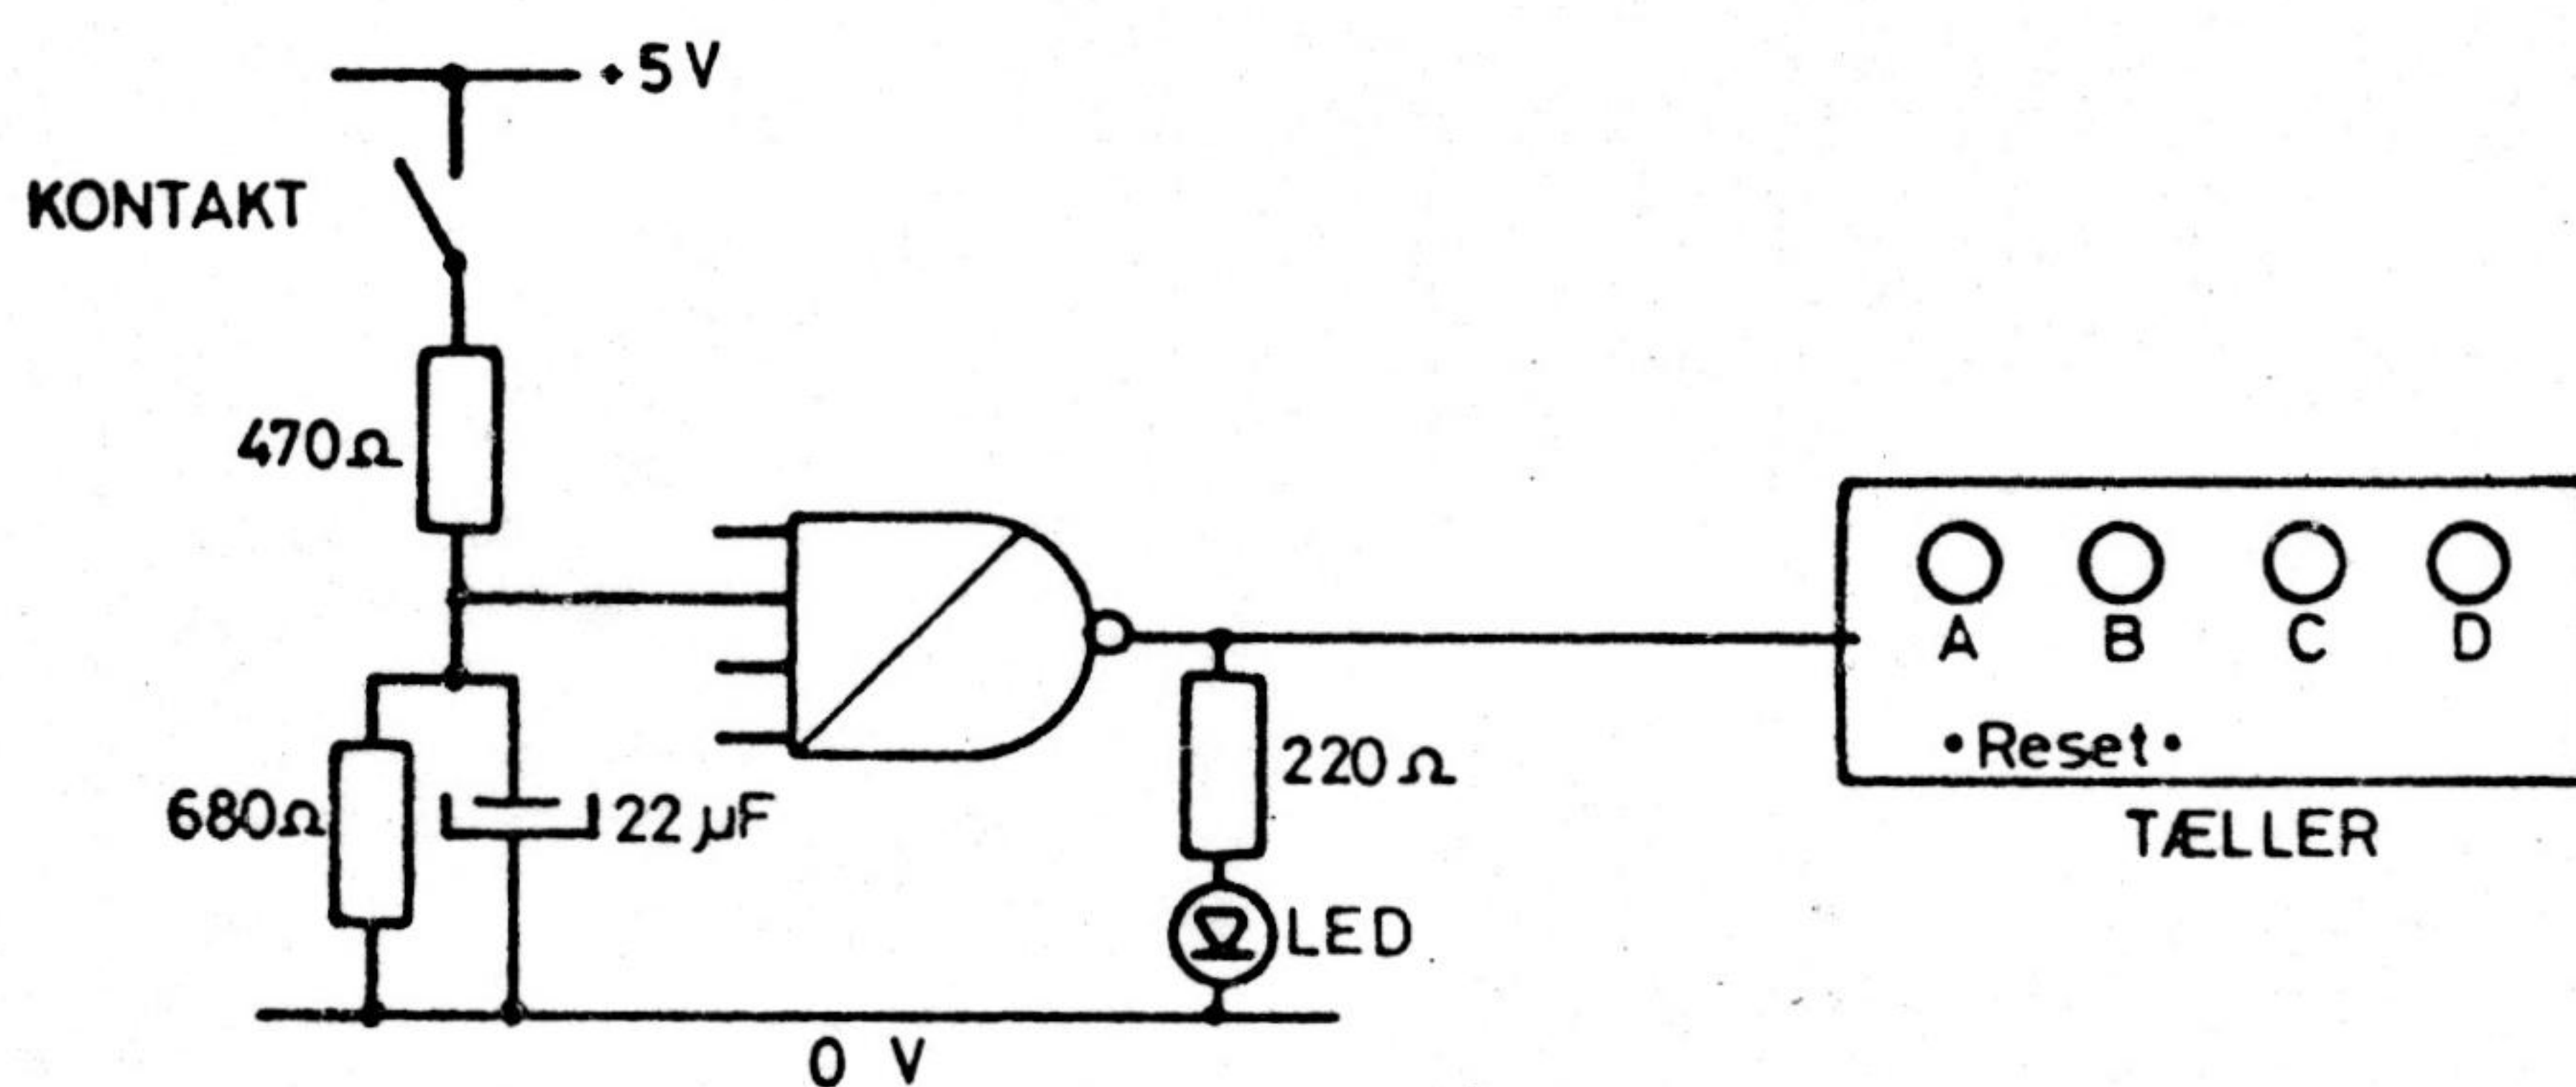 +5V
KONTAKT
470Ω
A B C D
•Reset•
220Ω
680Ω
22µF
TÆLLER
LED
0 V